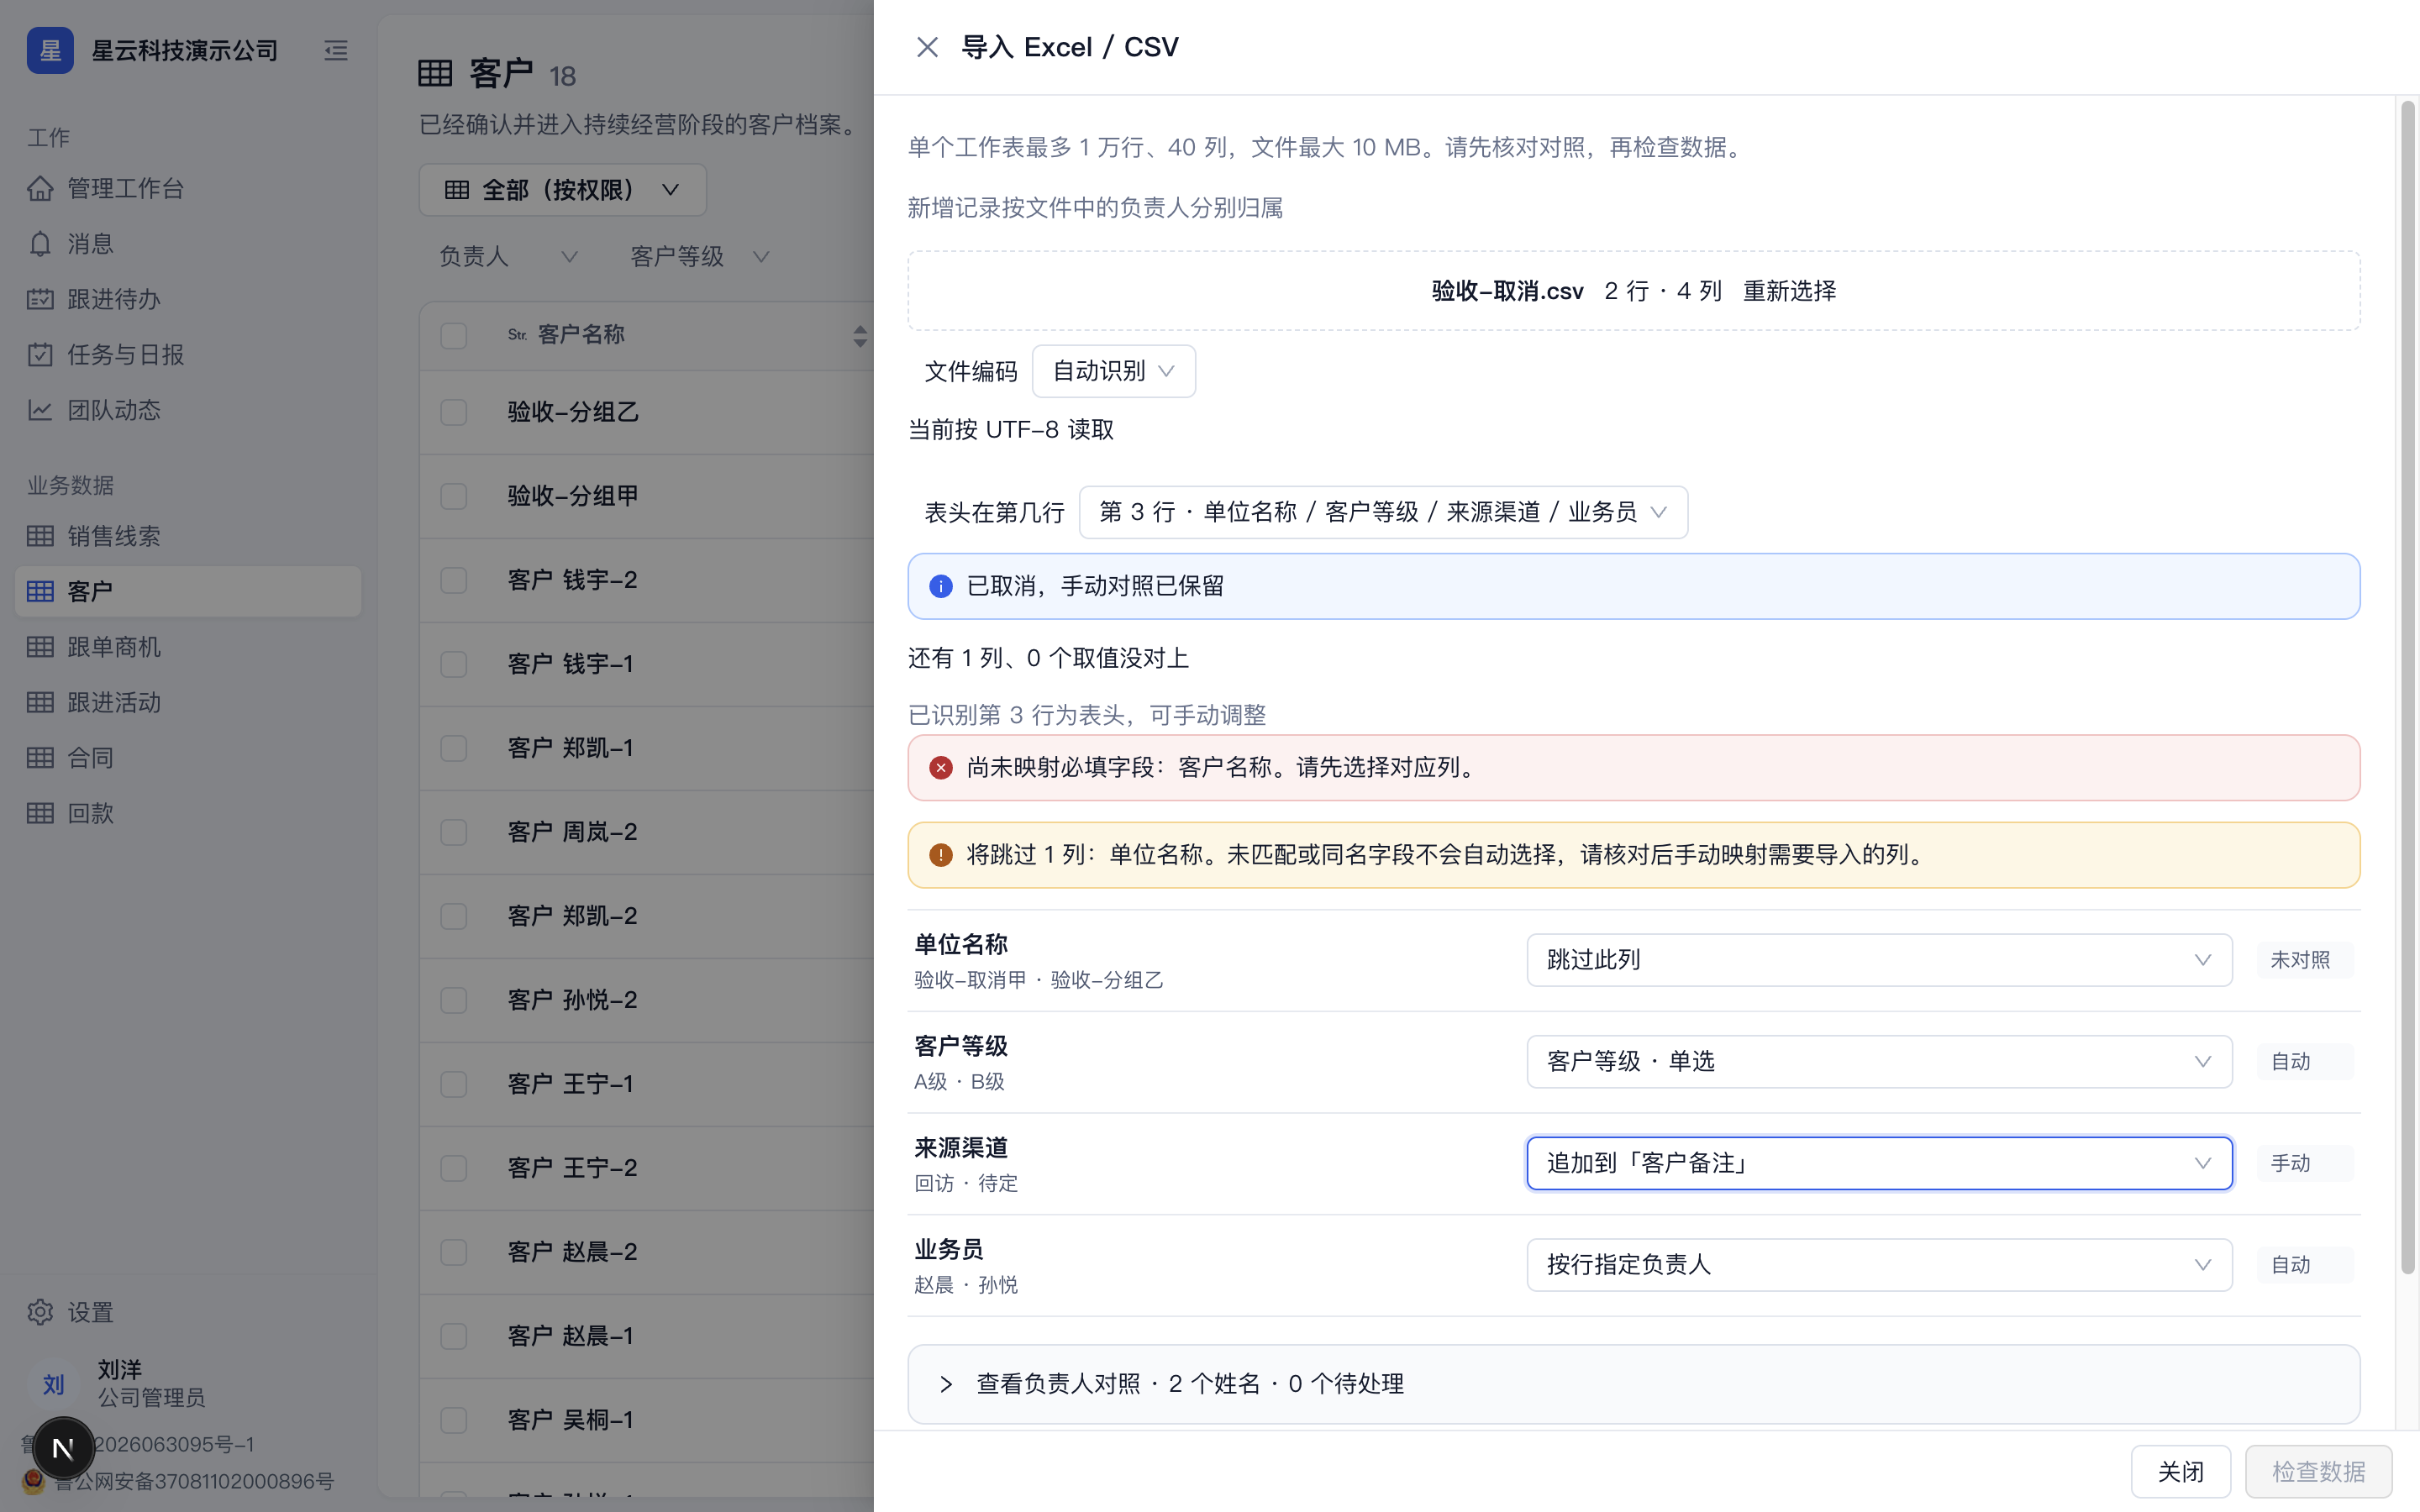 星 星云科技演示公司
工作
管理工作台
消息
跟进待办
任务与日报
团队动态
业务数据
销售线索
客户
跟单商机
跟进活动
合同
回款
设置
刘 刘洋
公司管理员
N
2026063095号-1
公网安备37081102000896号
客户 18
已经确认并进入持续经营阶段的客户档案。
全部（按权限）
负责人 客户等级
Str. 客户名称
验收-分组乙
验收-分组甲
客户 钱宇-2
客户 钱宇-1
客户 郑凯-1
客户 周岚-2
客户 郑凯-2
客户 孙悦-2
客户 王宁-1
客户 王宁-2
客户 赵晨-2
客户 赵晨-1
客户 吴桐-1
导入 Excel / CSV
单个工作表最多 1 万行、40 列，文件最大 10 MB。请先核对对照，再检查数据。
新增记录按文件中的负责人分别归属
验收-取消.csv 2 行 · 4 列 重新选择
文件编码 自动识别
当前按 UTF-8 读取
表头在第几行 第 3 行 · 单位名称 / 客户等级 / 来源渠道 / 业务员
已取消，手动对照已保留
还有 1 列、0 个取值没对上
已识别第 3 行为表头，可手动调整
尚未映射必填字段：客户名称。请先选择对应列。
将跳过 1 列：单位名称。未匹配或同名字段不会自动选择，请核对后手动映射需要导入的列。
单位名称
验收-取消甲 · 验收-分组乙
跳过此列
未对照
客户等级
A级 · B级
客户等级 · 单选
自动
来源渠道
回访 · 待定
追加到「客户备注」
手动
业务员
赵晨 · 孙悦
按行指定负责人
自动
查看负责人对照 · 2 个姓名 · 0 个待处理
关闭
检查数据